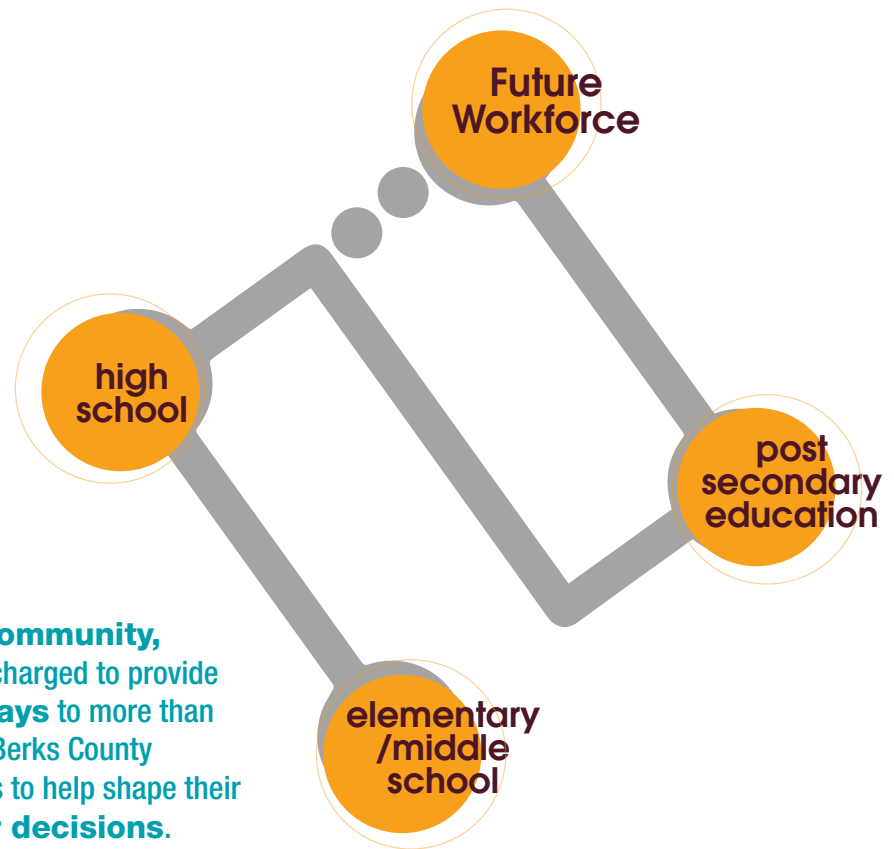 Future
Workforce
high
school
post
secondary
education
ommunity,
charged to provide
ays to more than
Berks County
s to help shape their
decisions.
elementary
/middle
school